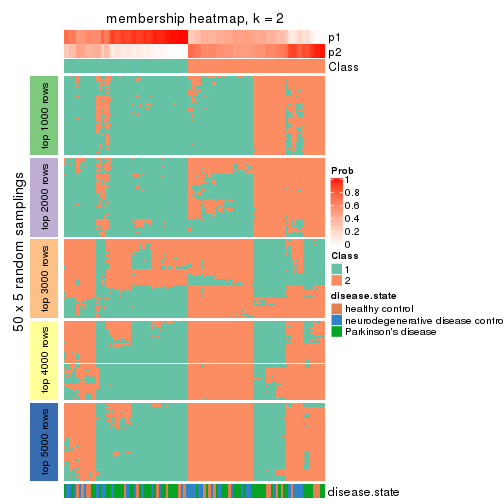 membership heatmap, k = 2
p1
p2
Class
50 x 5 random samplings
top 1000 rows
top 2000 rows
top 3000 rows
top 4000 rows
top 5000 rows
disease.state
Prob
1
0.8
0.6
0.4
0.2
0
Class
1
2
disease.state
healthy control
neurodegenerative disease contro
Parkinson's disease